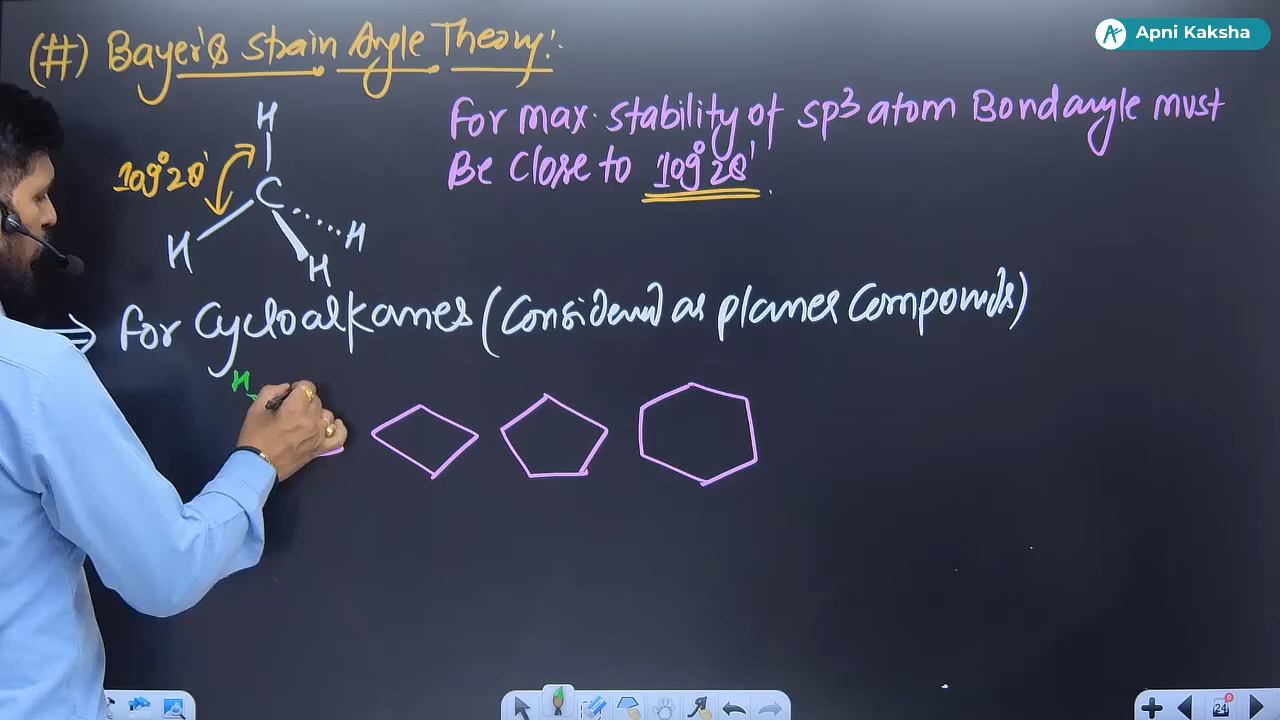 Apni Kaksha
(#) Bayer's Strain Angle Theory:
H
109°28'
C
H
H
H
For max. stability of sp³ atom Bond angle must
Be close to 109°28'
⇒ For Cycloalkanes (Considered as planer Compounds)
H
24